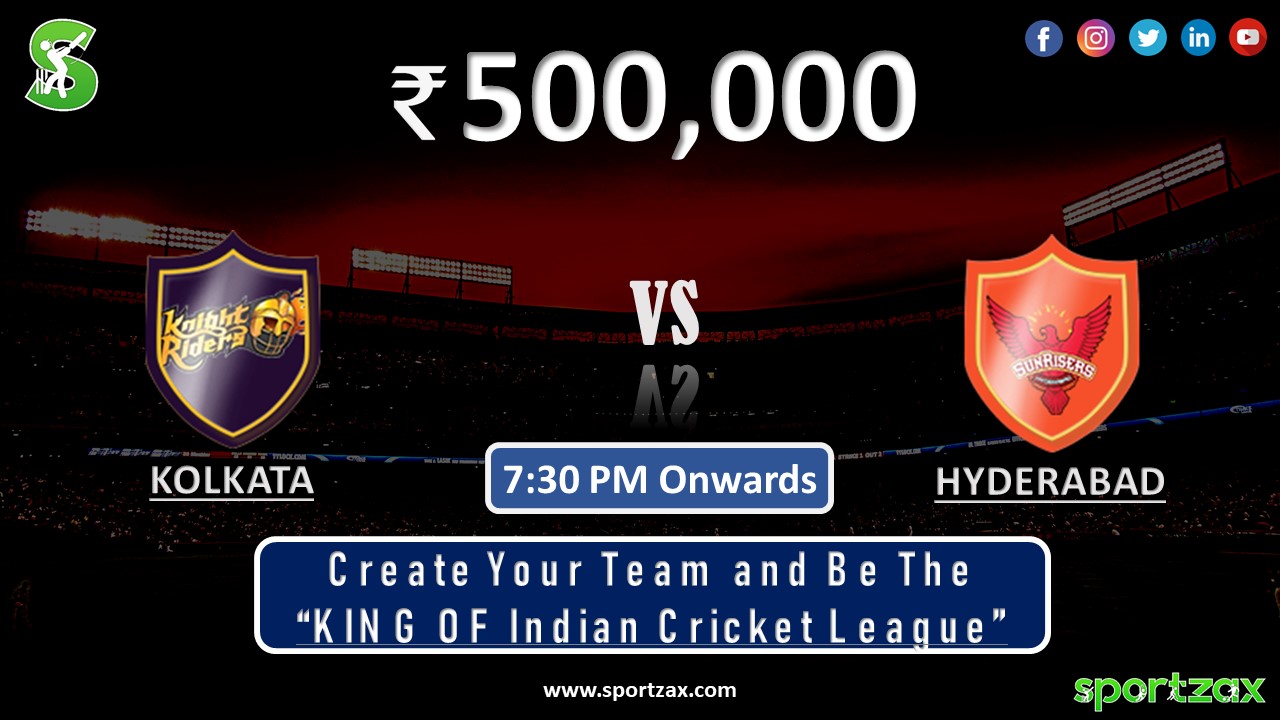 ₹500,000
Knight
Riders
VS
SUNRISERS
KOLKATA
7:30 PM Onwards
HYDERABAD
Create Your Team and Be The
“KING OF Indian Cricket League”
www.sportzax.com
sportzax